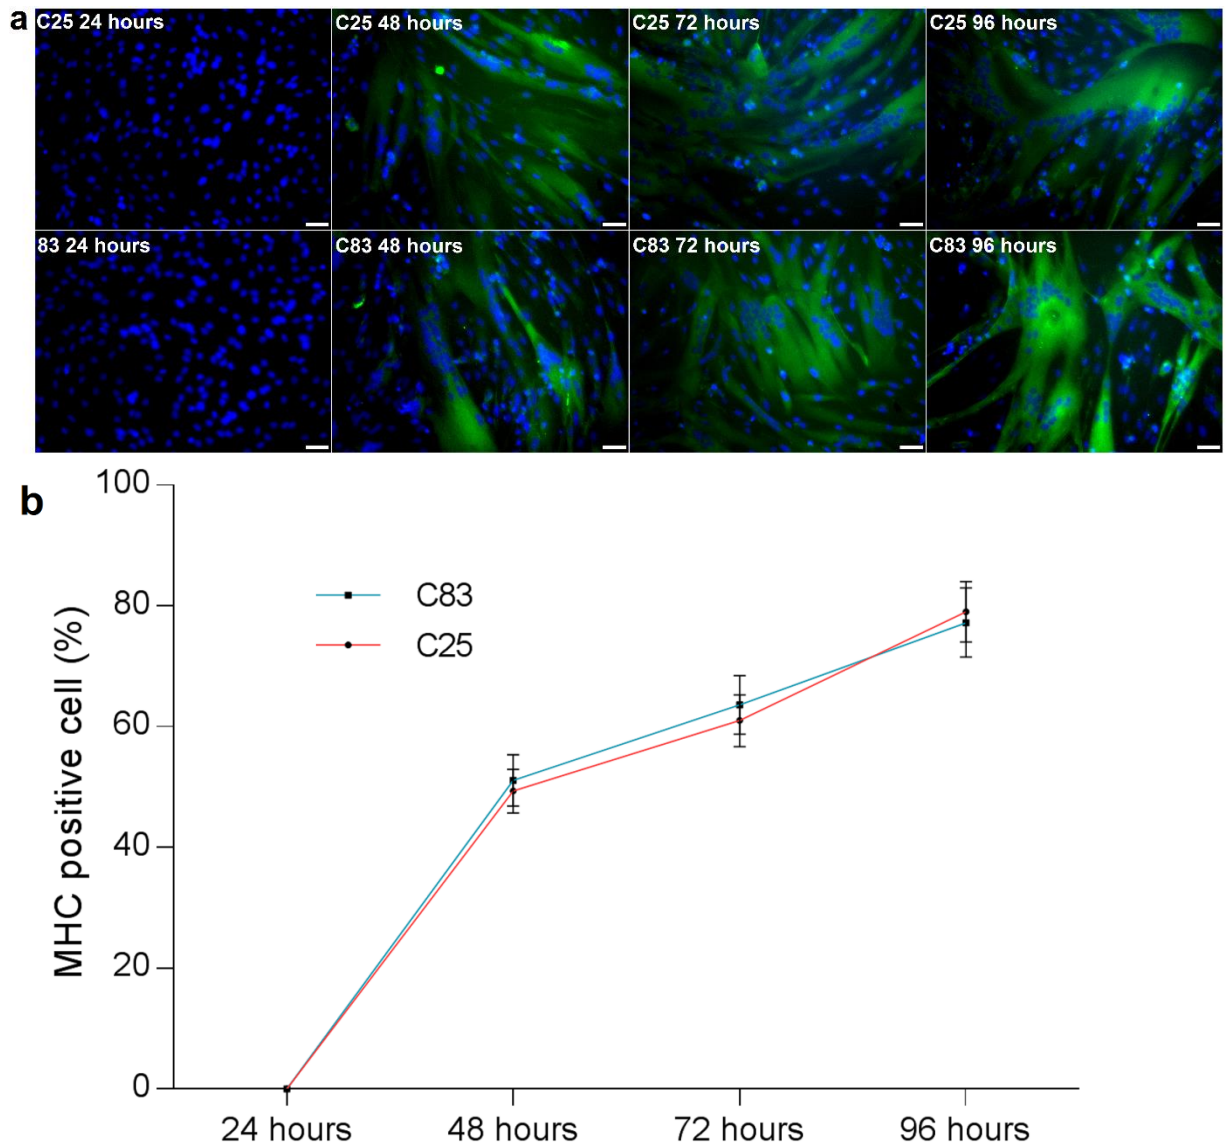 a
C25 24 hours
C25 48 hours
C25 72 hours
C25 96 hours
83 24 hours
C83 48 hours
C83 72 hours
C83 96 hours
b
MHC positive cell (%)
100
80
60
40
20
0
C83
C25
24 hours
48 hours
72 hours
96 hours